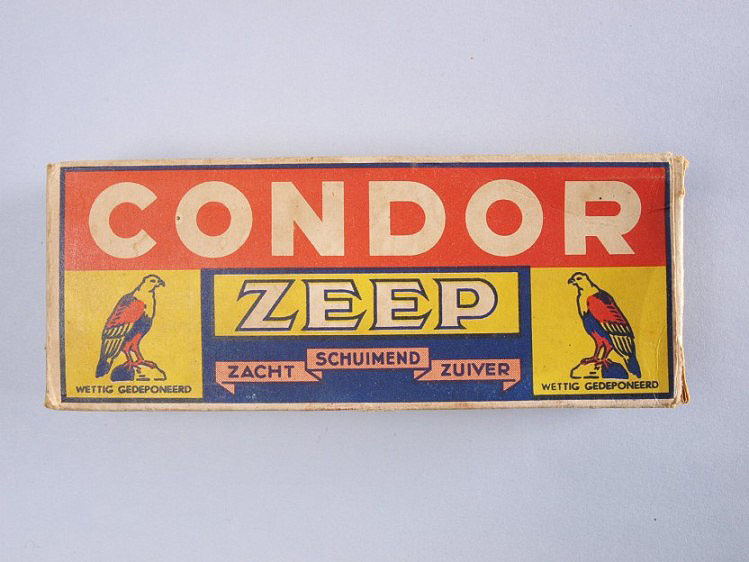 CONDOR
ZEEP
ZACHT SCHUIMEND ZUIVER
WETTIG GEDEPONEERD
WETTIG GEDEPONEERD